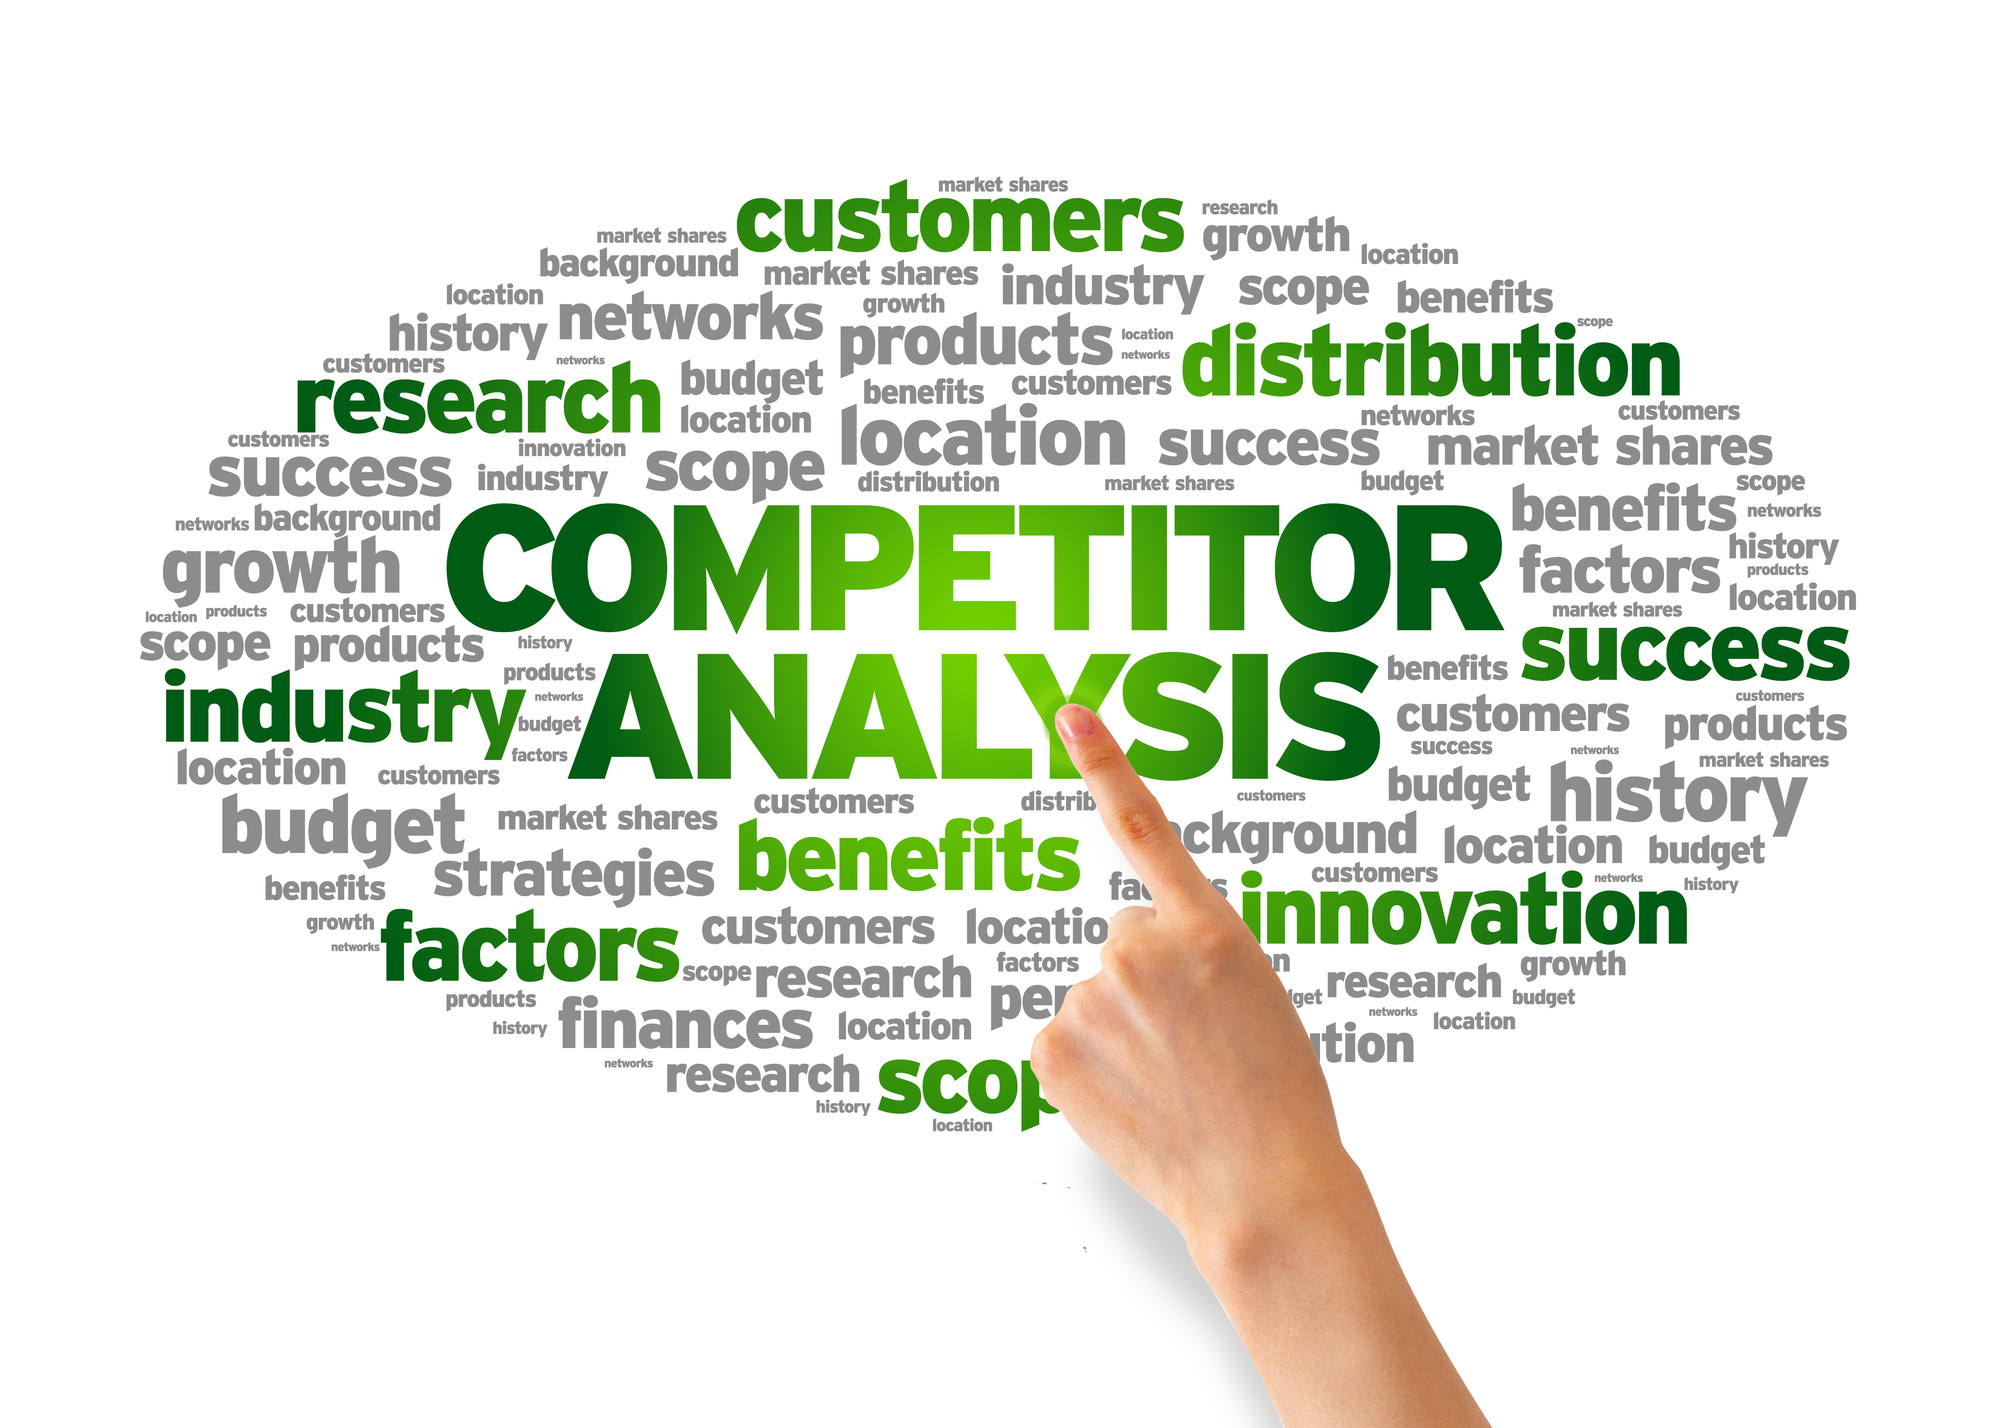 market shares
customers
research
market shares
growth
location
background
market shares
industry
scope
benefits
location
networks
growth
history
products
location
scope
distribution
customers
networks
networks
research
budget
benefits
customers
location
location
success
networks
customers
market shares
customers
innovation
success
industry
scope
distribution
market shares
budget
scope
benefits
networks
networks
background
COMPETITOR
history
growth
factors
products
location
products
customers
market shares
location
scope
products
history
success
products
benefits
industry
networks
ANALYSIS
customers
customers
products
budget
success
networks
location
customers
factors
market shares
budget
history
customers
distrib
customers
budget
market shares
ckground
location
budget
benefits
strategies
customers
benefits
networks
history
growth
factors
innovation
networks
customers
locatio
scope
research
factors
research
growth
products
per
get
budget
history
finances
location
networks
location
networks
research
scop
ution
history
location